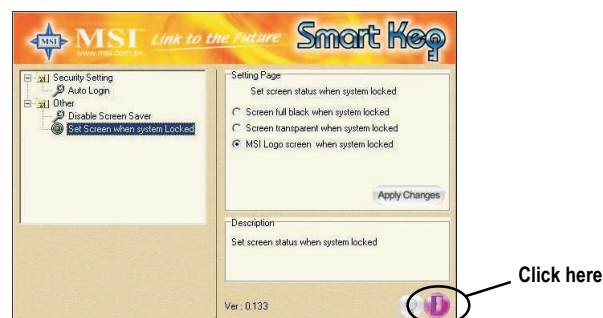 MSI Link to the Future Smart Key
MSI
www.msi.com.tw
Security Setting
Auto Login
Other
Disable Screen Saver
Set Screen when system Locked
Setting Page
Set screen status when system locked
Screen full black when system locked
Screen transparent when system locked
MSI Logo screen when system locked
Apply Changes
Description
Set screen status when system locked
Click here
Ver : 0.133